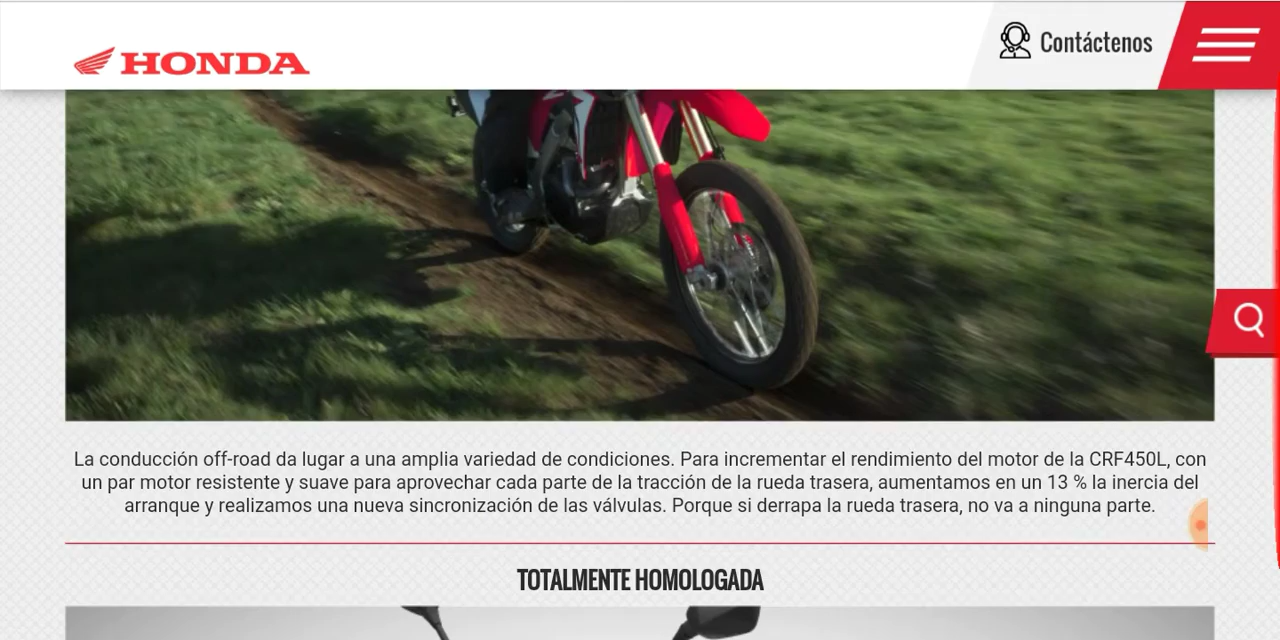 HONDA
Contáctenos
La conducción off-road da lugar a una amplia variedad de condiciones. Para incrementar el rendimiento del motor de la CRF450L, con
un par motor resistente y suave para aprovechar cada parte de la tracción de la rueda trasera, aumentamos en un 13 % la inercia del
arranque y realizamos una nueva sincronización de las válvulas. Porque si derrapa la rueda trasera, no va a ninguna parte.
TOTALMENTE HOMOLOGADA